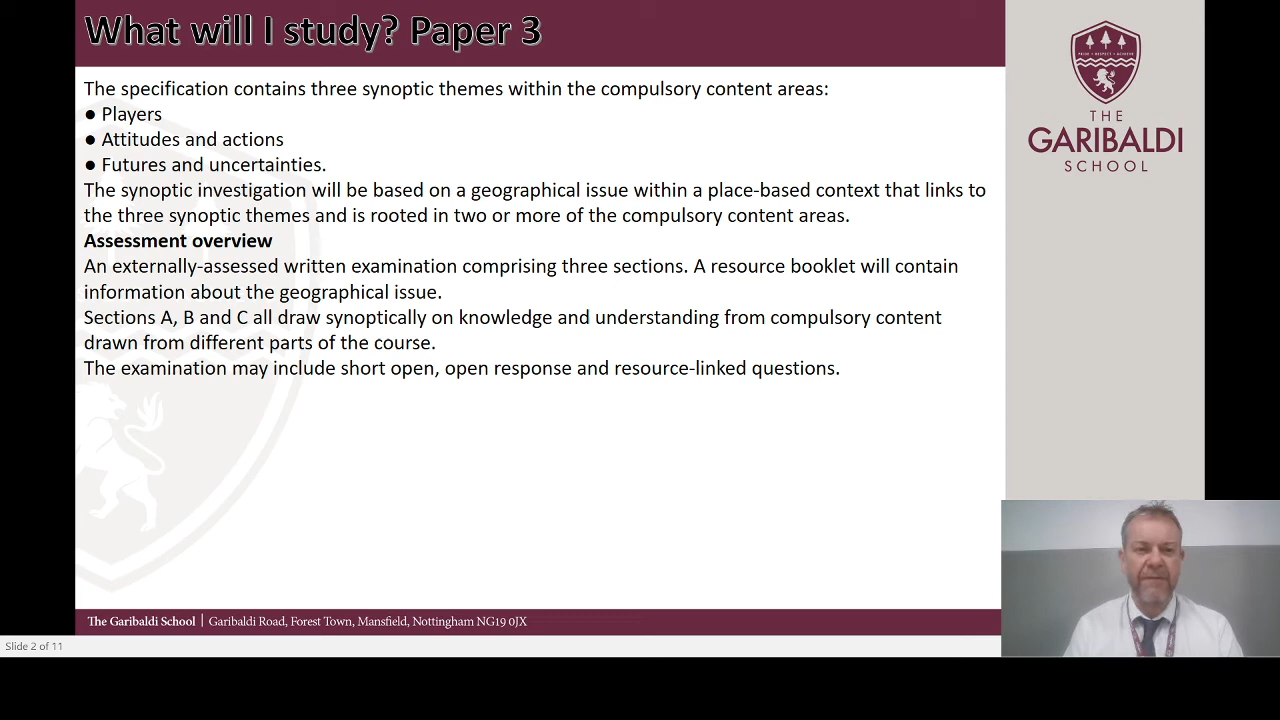 What will I study? Paper 3
The specification contains three synoptic themes within the compulsory content areas:
● Players
● Attitudes and actions
● Futures and uncertainties.
The synoptic investigation will be based on a geographical issue within a place-based context that links to
the three synoptic themes and is rooted in two or more of the compulsory content areas.
Assessment overview
An externally-assessed written examination comprising three sections. A resource booklet will contain
information about the geographical issue.
Sections A, B and C all draw synoptically on knowledge and understanding from compulsory content
drawn from different parts of the course.
The examination may include short open, open response and resource-linked questions.
PRIDE • RESPECT • ACHIEVE
THE
GARIBALDI
SCHOOL
The Garibaldi School | Garibaldi Road, Forest Town, Mansfield, Nottingham NG19 0JX
Slide 2 of 11